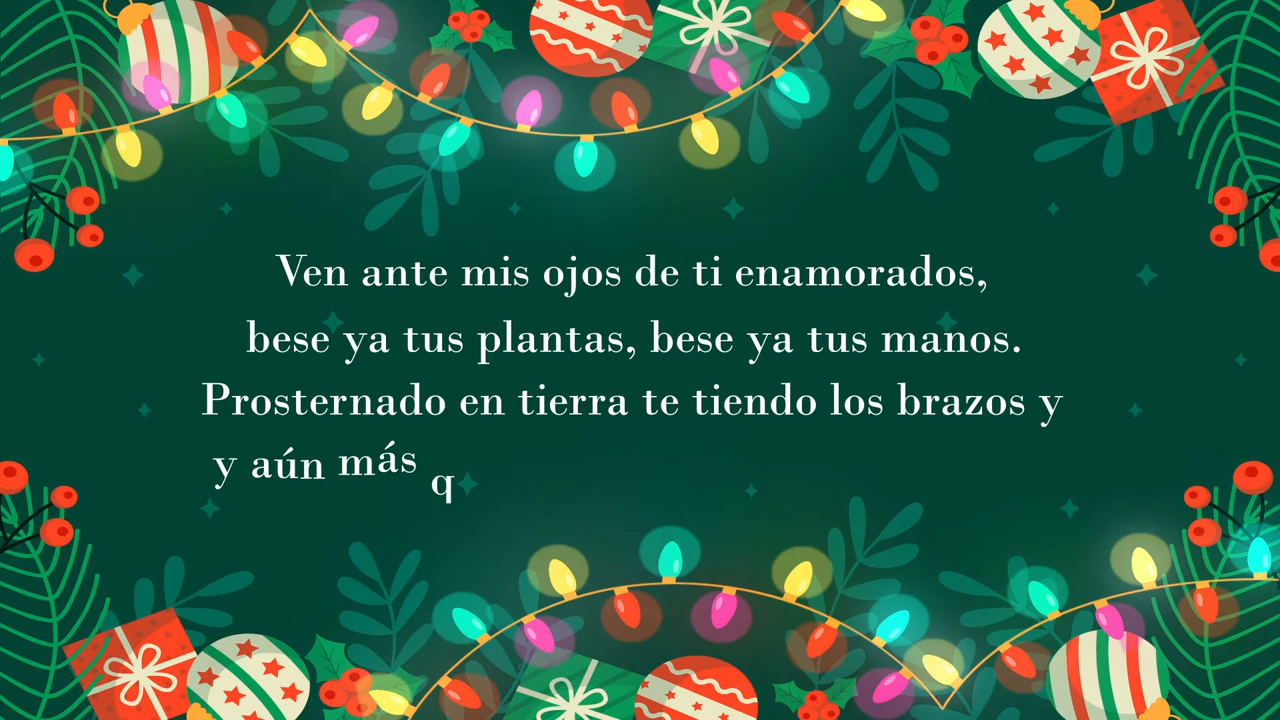 Ven ante mis ojos de ti enamorados,
bese ya tus plantas, bese ya tus manos.
Prosternado en tierra te tiendo los brazos y
y aún más q